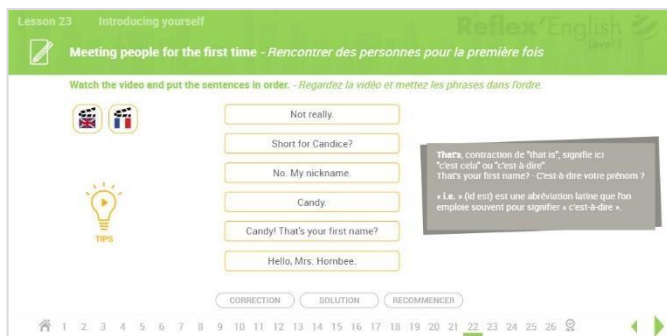 Lesson 23 Introducing yourself
Reflex'English
Level 1
Meeting people for the first time - Rencontrer des personnes pour la première fois
Watch the video and put the sentences in order. - Regardez la vidéo et mettez les phrases dans l'ordre.
Not really.
Short for Candice?
No. My nickname.
Candy.
Candy! That's your first name?
Hello, Mrs. Hornbee.
TIPS
That's, contraction de "that is", signifie ici
"c'est cela" ou "c'est-à-dire".
That's your first name? - C'est-à-dire votre prénom ?
« i.e. » (id est) est une abréviation latine que l'on
emploie souvent pour signifier « c'est-à-dire ».
CORRECTION SOLUTION RECOMMENCER
1 2 3 4 5 6 7 8 9 10 11 12 13 14 15 16 17 18 19 20 21 22 23 24 25 26